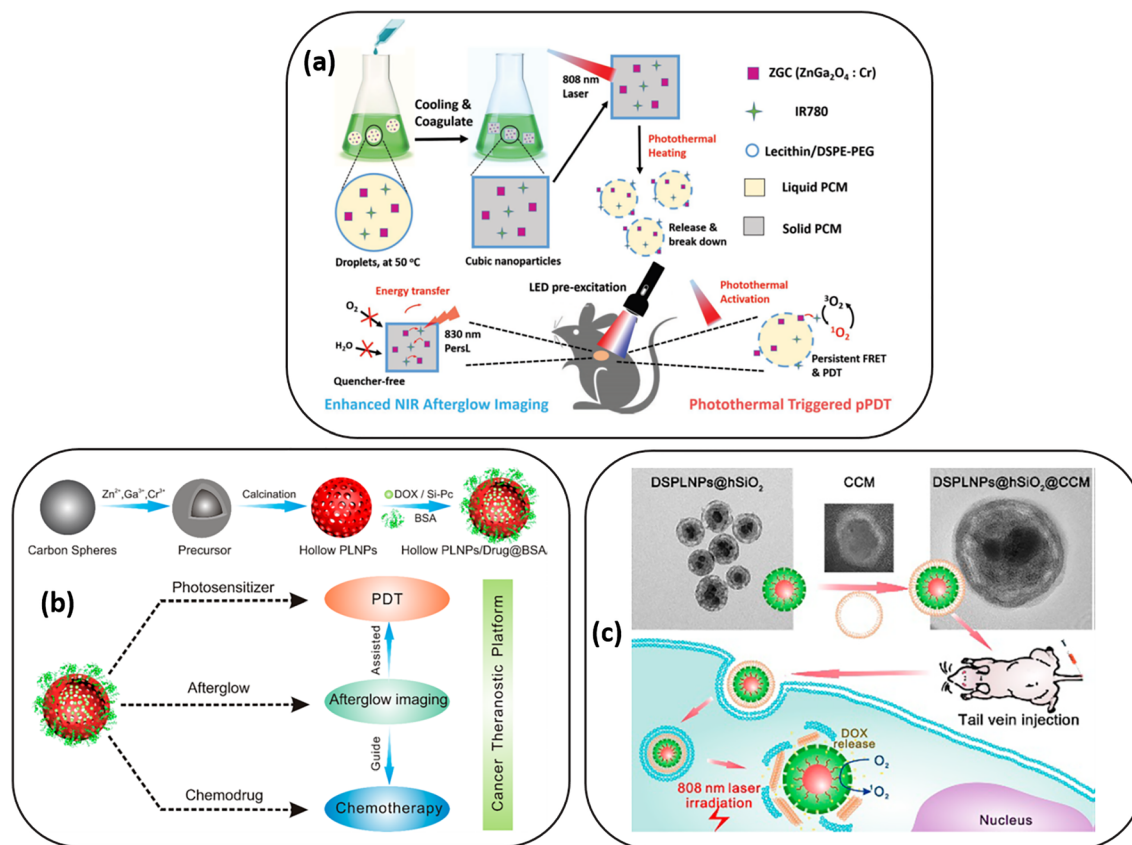 (a)
Cooling &
Coagulate
808 nm
Laser
ZGC (ZnGa₂O₄ : Cr)
IR780
Lecithin/DSPE-PEG
Liquid PCM
Solid PCM
Photothermal
Heating
Release &
break down
Droplets, at 50 °C
Cubic nanoparticles
LED pre-excitation
Photothermal
Activation
Energy transfer
O₂
H₂O
830 nm
PersL
Quencher-free
³O₂
¹O₂
Persistent FRET
& PDT
Enhanced NIR Afterglow Imaging
Photothermal Triggered pPDT
Zn²⁺,Ga³⁺,Cr³⁺
Calcination
DOX / Si-Pc
BSA
Carbon Spheres
Precursor
Hollow PLNPs
Hollow PLNPs/Drug@BSA
(b)
Photosensitizer
PDT
Assisted
Afterglow
Afterglow imaging
Guide
Chemodrug
Chemotherapy
Cancer Theranostic Platform
DSPLNPs@hSiO₂
CCM
DSPLNPs@hSiO₂@CCM
(c)
Tail vein injection
DOX
release
O₂
¹O₂
808 nm laser
irradiation
Nucleus